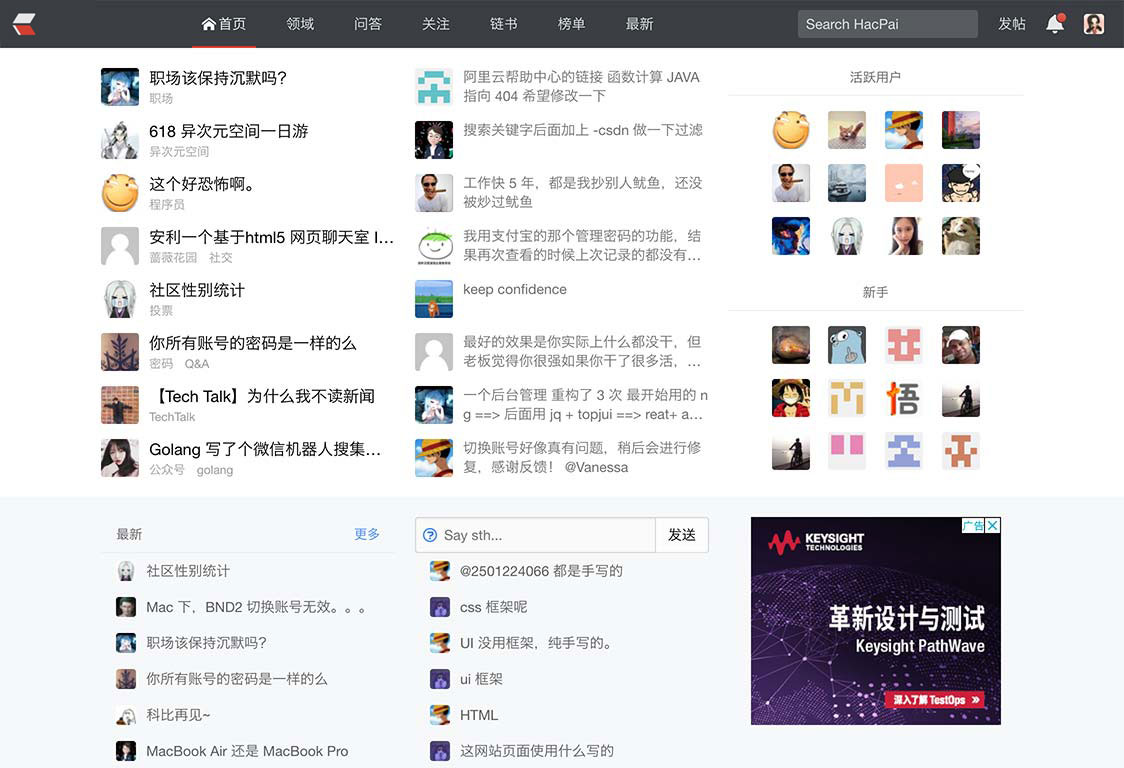 首页 领域 问答 关注 链书 榜单 最新 Search HacPai 发帖
职场该保持沉默吗?
职场
618 异次元空间一日游
异次元空间
这个好恐怖啊。
程序员
安利一个基于html5 网页聊天室 I…
蔷薇花园 社交
社区性别统计
投票
你所有账号的密码是一样的么
密码 Q&A
【Tech Talk】为什么我不读新闻
TechTalk
Golang 写了个微信机器人搜集…
公众号 golang
阿里云帮助中心的链接 函数计算 JAVA
指向 404 希望修改一下
搜索关键字后面加上 -csdn 做一下过滤
工作快 5 年，都是我抄别人鱿鱼，还没
被炒过鱿鱼
我用支付宝的那个管理密码的功能，结
果再次查看的时候上次记录的都没有…
keep confidence
最好的效果是你实际上什么都没干，但
老板觉得你很强如果你干了很多活，…
一个后台管理 重构了 3 次 最开始用的 n
g ==> 后面用 jq + topjui ==> reat+ a…
切换账号好像真有问题，稍后会进行修
复，感谢反馈！ @Vanessa
活跃用户
新手
悟
最新 更多
社区性别统计
Mac 下，BND2 切换账号无效。。。
职场该保持沉默吗?
你所有账号的密码是一样的么
科比再见~
MacBook Air 还是 MacBook Pro
Say sth... 发送
@2501224066 都是手写的
css 框架呢
UI 没用框架，纯手写的。
ui 框架
HTML
这网站页面使用什么写的
广告
KEYSIGHT
TECHNOLOGIES
革新设计与测试
Keysight PathWave
深入了解 TestOps »